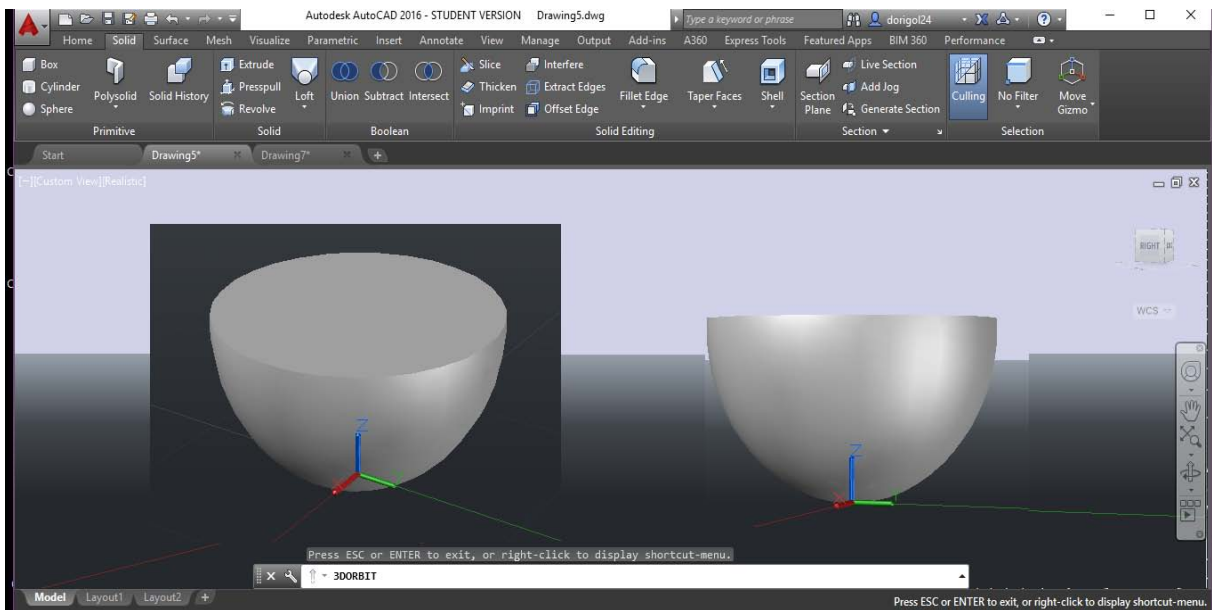 Autodesk AutoCAD 2016 - STUDENT VERSION Drawing5.dwg
Type a keyword or phrase
dorigol24
Home Solid Surface Mesh Visualize Parametric Insert Annotate View Manage Output Add-ins A360 Express Tools Featured Apps BIM 360 Performance
Box
Cylinder
Sphere
Polysolid
Solid History
Primitive
Extrude
Presspull
Revolve
Loft
Solid
Union Subtract Intersect
Boolean
Slice
Thicken
Imprint
Interfere
Extract Edges
Offset Edge
Fillet Edge
Taper Faces
Shell
Solid Editing
Section
Plane
Live Section
Add Jog
Generate Section
Section
Culling
No Filter
Selection
Move
Gizmo
Start Drawing5* Drawing7*
[−][Custom View][Realistic]
RIGHT
WCS
Z
Z
Press ESC or ENTER to exit, or right-click to display shortcut-menu.
3DORBIT
Model Layout1 Layout2
Press ESC or ENTER to exit, or right-click to display shortcut-menu.